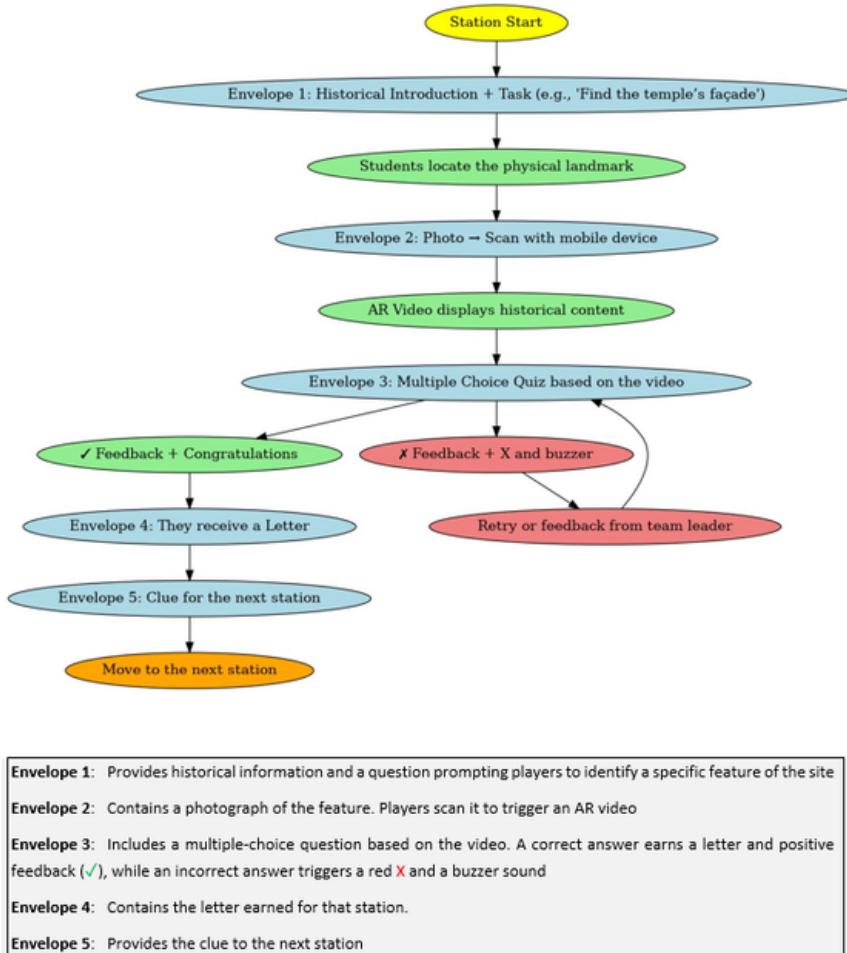 Station Start
Envelope 1: Historical Introduction + Task (e.g., 'Find the temple’s façade')
Students locate the physical landmark
Envelope 2: Photo → Scan with mobile device
AR Video displays historical content
Envelope 3: Multiple Choice Quiz based on the video
✓ Feedback + Congratulations
✗ Feedback + X and buzzer
Envelope 4: They receive a Letter
Retry or feedback from team leader
Envelope 5: Clue for the next station
Move to the next station
Envelope 1: Provides historical information and a question prompting players to identify a specific feature of the site
Envelope 2: Contains a photograph of the feature. Players scan it to trigger an AR video
Envelope 3: Includes a multiple-choice question based on the video. A correct answer earns a letter and positive
feedback (✓), while an incorrect answer triggers a red X and a buzzer sound
Envelope 4: Contains the letter earned for that station.
Envelope 5: Provides the clue to the next station